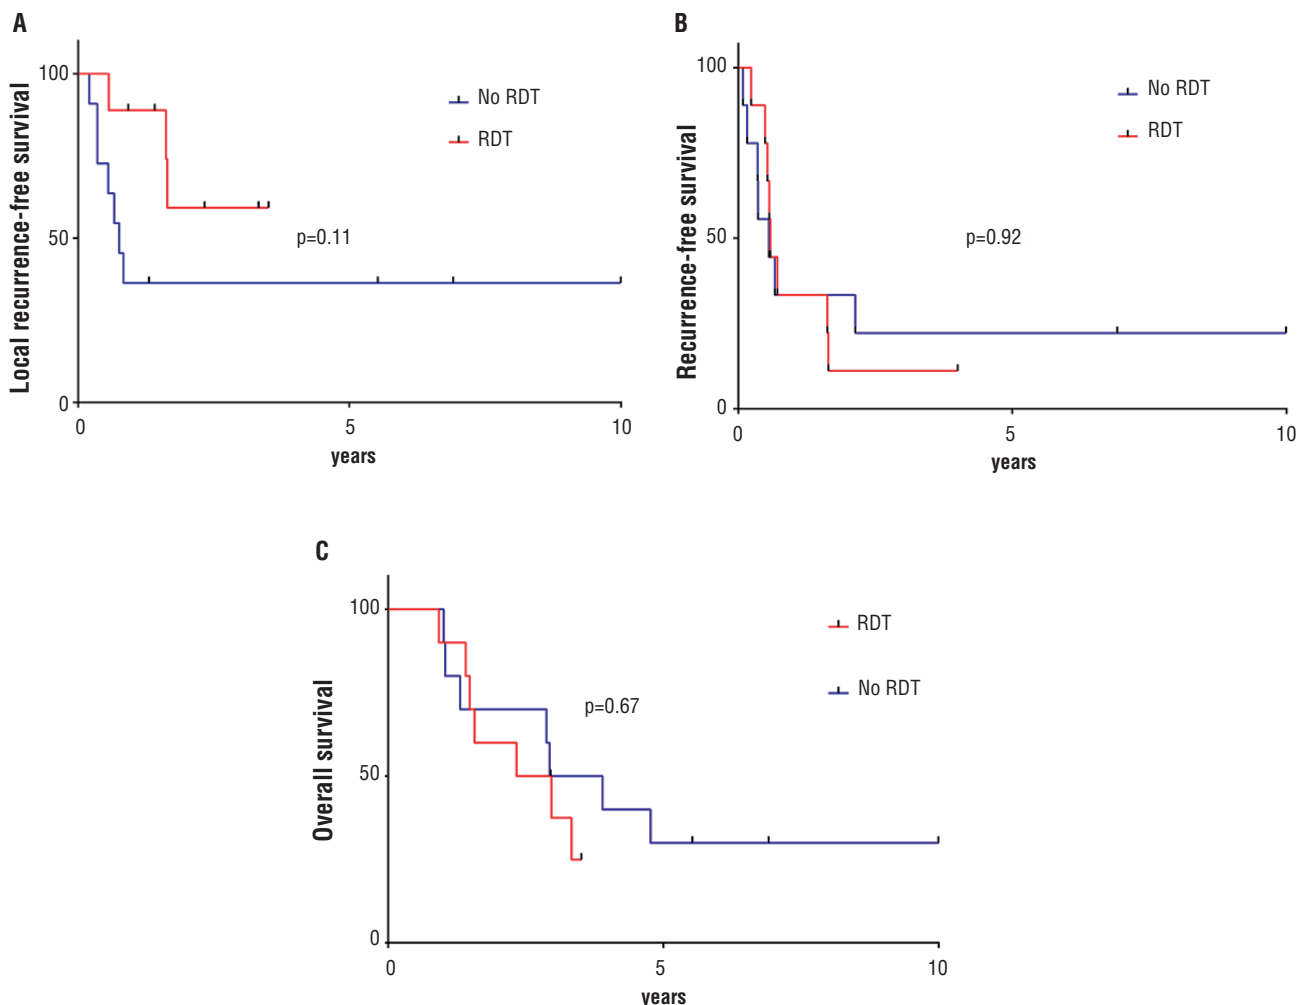 A
Local recurrence-free survival
100
50
0
No RDT
RDT
p=0.11
0
5
10
years
B
Recurrence-free survival
100
50
0
No RDT
RDT
p=0.92
0
5
10
years
C
Overall survival
100
50
0
RDT
No RDT
p=0.67
0
5
10
years